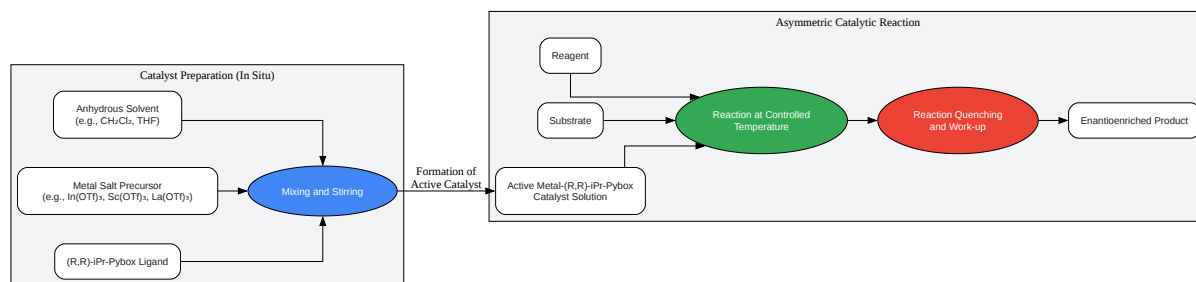 Asymmetric Catalytic Reaction
Reagent
Catalyst Preparation (In Situ)
Anhydrous Solvent
(e.g., CH₂Cl₂, THF)
Substrate
Reaction at Controlled
Temperature
Reaction Quenching
and Work-up
Enantioenriched Product
Metal Salt Precursor
(e.g., In(OTf)₃, Sc(OTf)₃, La(OTf)₃)
Mixing and Stirring
Formation of
Active Catalyst
Active Metal-(R,R)-iPr-Pybox
Catalyst Solution
(R,R)-iPr-Pybox Ligand